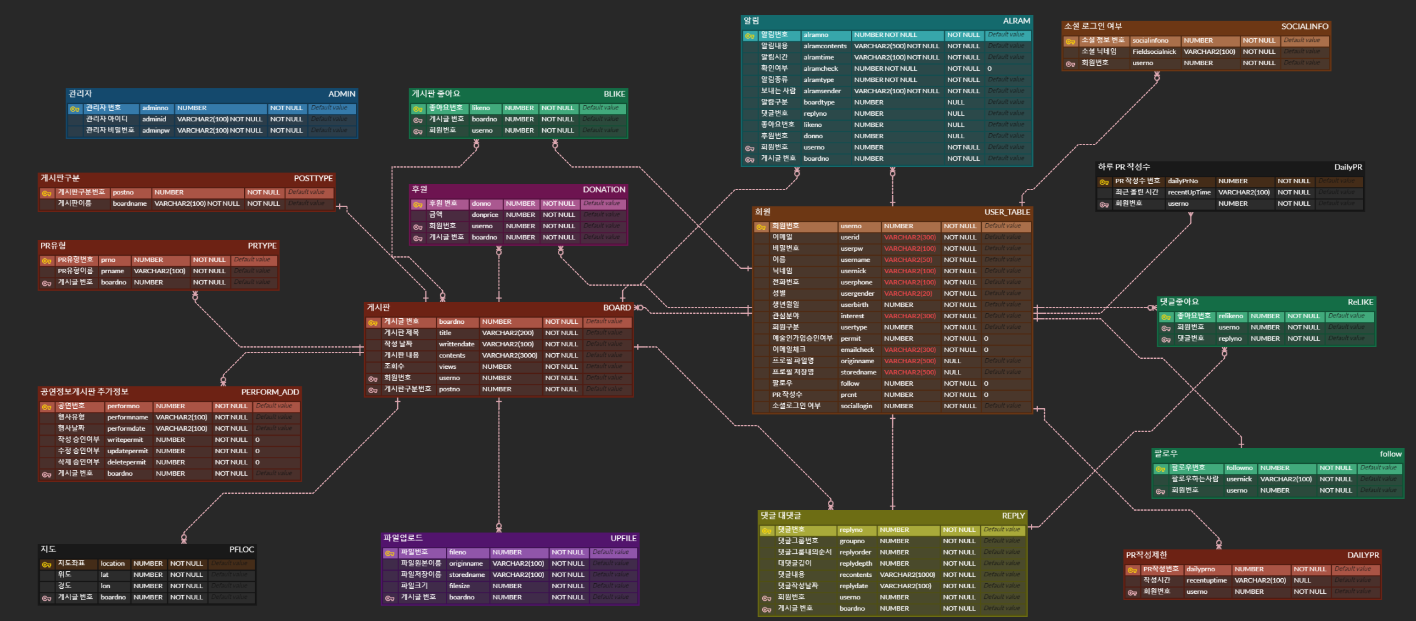 알림 ALRAM
알림번호 alramno NUMBER NOT NULL NOT NULL Default value
알림내용 alramcontents VARCHAR2(500) NOT NULL NOT NULL Default value
알림시간 alramtime VARCHAR2(100) NOT NULL NOT NULL Default value
확인여부 alramcheck NUMBER NOT NULL NOT NULL 0
알림종류 alramtype NUMBER NOT NULL NOT NULL Default value
보내는 사람 alramsender VARCHAR2(100) NOT NULL NOT NULL Default value
알람구분 boardtype NUMBER NULL Default value
댓글번호 replyno NUMBER NULL Default value
좋아요번호 likeno NUMBER NULL Default value
후원번호 donno NUMBER NULL Default value
회원번호 userno NUMBER NOT NULL Default value
게시글 번호 boardno NUMBER NOT NULL Default value
소셜 로그인 여부 SOCIALINFO
소셜 정보 번호 socialinfono NUMBER NOT NULL Default value
소셜 닉네임 Fieldsocialnick VARCHAR2(100) NOT NULL Default value
회원번호 userno NUMBER NOT NULL Default value
관리자 ADMIN
관리자 번호 adminno NUMBER NOT NULL Default value
관리자 아이디 adminid VARCHAR2(100) NOT NULL NOT NULL Default value
관리자 비밀번호 adminpw VARCHAR2(100) NOT NULL NOT NULL Default value
게시판 좋아요 BLIKE
좋아요번호 likeno NUMBER NOT NULL Default value
게시글 번호 boardno NUMBER NOT NULL Default value
회원번호 userno NUMBER NOT NULL Default value
하루 PR 작성수 DailyPR
PR 작성수 번호 dailyPrNo NUMBER NOT NULL Default value
최근 올린 시간 recentUpTime VARCHAR2(100) NOT NULL Default value
회원번호 userno NUMBER NOT NULL Default value
게시판구분 POSTTYPE
게시판구분번호 postno NUMBER NOT NULL Default value
게시판이름 boardname VARCHAR2(100) NOT NULL NOT NULL Default value
후원 DONATION
후원 번호 donno NUMBER NOT NULL Default value
금액 donprice NUMBER NOT NULL Default value
회원번호 userno NUMBER NOT NULL Default value
게시글 번호 boardno NUMBER NOT NULL Default value
회원 USER_TABLE
회원번호 userno NUMBER NOT NULL Default value
이메일 userid VARCHAR2(300) NOT NULL Default value
비밀번호 userpw VARCHAR2(100) NOT NULL Default value
이름 username VARCHAR2(50) NOT NULL Default value
닉네임 usernick VARCHAR2(100) NOT NULL Default value
전화번호 userphone VARCHAR2(100) NOT NULL Default value
성별 usergender VARCHAR2(20) NOT NULL Default value
생년월일 userbirth NUMBER NOT NULL Default value
관심분야 interest VARCHAR2(300) NOT NULL Default value
회원구분 usertype NUMBER NOT NULL Default value
예술인가입승인여부 permit NUMBER NOT NULL 0
이메일체크 emailcheck VARCHAR2(300) NOT NULL 0
프로필 파일명 originname VARCHAR2(500) NULL Default value
프로필 저장명 storedname VARCHAR2(500) NULL Default value
팔로우 follow NUMBER NOT NULL 0
PR 작성수 prcnt NUMBER NOT NULL 0
소셜로그인 여부 sociallogin NUMBER NOT NULL Default value
PR유형 PRTYPE
PR유형번호 prno NUMBER NOT NULL Default value
PR유형이름 prname VARCHAR2(100) NOT NULL Default value
게시글 번호 boardno NUMBER NOT NULL Default value
게시판 BOARD
게시글 번호 boardno NUMBER NOT NULL Default value
게시판 제목 title VARCHAR2(200) NOT NULL Default value
작성 날짜 writtendate VARCHAR2(100) NOT NULL Default value
게시판 내용 contents VARCHAR2(3000) NOT NULL Default value
조회수 views NUMBER NOT NULL Default value
회원번호 userno NUMBER NOT NULL Default value
게시판구분번호 postno NUMBER NOT NULL Default value
댓글좋아요 ReLIKE
좋아요번호 relikeno NUMBER NOT NULL Default value
회원번호 userno NUMBER NOT NULL Default value
댓글번호 replyno NUMBER NOT NULL Default value
공연정보게시판 추가정보 PERFORM_ADD
공연번호 performno NUMBER NOT NULL Default value
행사유형 performname VARCHAR2(100) NOT NULL Default value
행사날짜 performdate VARCHAR2(100) NOT NULL Default value
작성 승인여부 writepermit NUMBER NOT NULL 0
수정 승인여부 updatepermit NUMBER NOT NULL 0
삭제 승인여부 deletepermit NUMBER NOT NULL 0
게시글 번호 boardno NUMBER NOT NULL Default value
팔로우 follow
팔로우번호 followno NUMBER NOT NULL Default value
팔로우하는사람 usernick VARCHAR2(100) NOT NULL Default value
회원번호 userno NUMBER NOT NULL Default value
댓글 대댓글 REPLY
댓글번호 replyno NUMBER NOT NULL Default value
댓글그룹번호 groupno NUMBER NOT NULL Default value
댓글그룹내의순서 replyorder NUMBER NOT NULL Default value
대댓글깊이 replydepth NUMBER NOT NULL Default value
댓글내용 recontents VARCHAR2(1000) NOT NULL Default value
댓글작성날짜 replydate VARCHAR2(100) NOT NULL Default value
회원번호 userno NUMBER NOT NULL Default value
게시글 번호 boardno NUMBER NOT NULL Default value
지도 PFLOC
지도좌표 location NUMBER NOT NULL Default value
위도 lat NUMBER NOT NULL Default value
경도 lon NUMBER NOT NULL Default value
게시글 번호 boardno NUMBER NOT NULL Default value
파일업로드 UPFILE
파일번호 fileno NUMBER NOT NULL Default value
파일원본이름 originname VARCHAR2(100) NOT NULL Default value
파일저장이름 storedname VARCHAR2(100) NOT NULL Default value
파일크기 filesize NUMBER NOT NULL Default value
게시글 번호 boardno NUMBER NOT NULL Default value
PR작성제한 DAILYPR
PR작성번호 dailyprno NUMBER NOT NULL Default value
작성시간 recentuptime VARCHAR2(100) NULL Default value
회원번호 userno NUMBER NOT NULL Default value